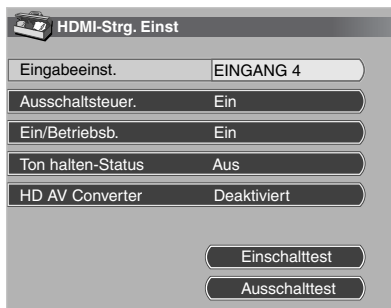 HDMI-Strg. Einst
Eingabeeinst. EINGANG 4
Ausschaltsteuer. Ein
Ein/Betriebsb. Ein
Ton halten-Status Aus
HD AV Converter Deaktiviert
Einschalttest
Ausschalttest